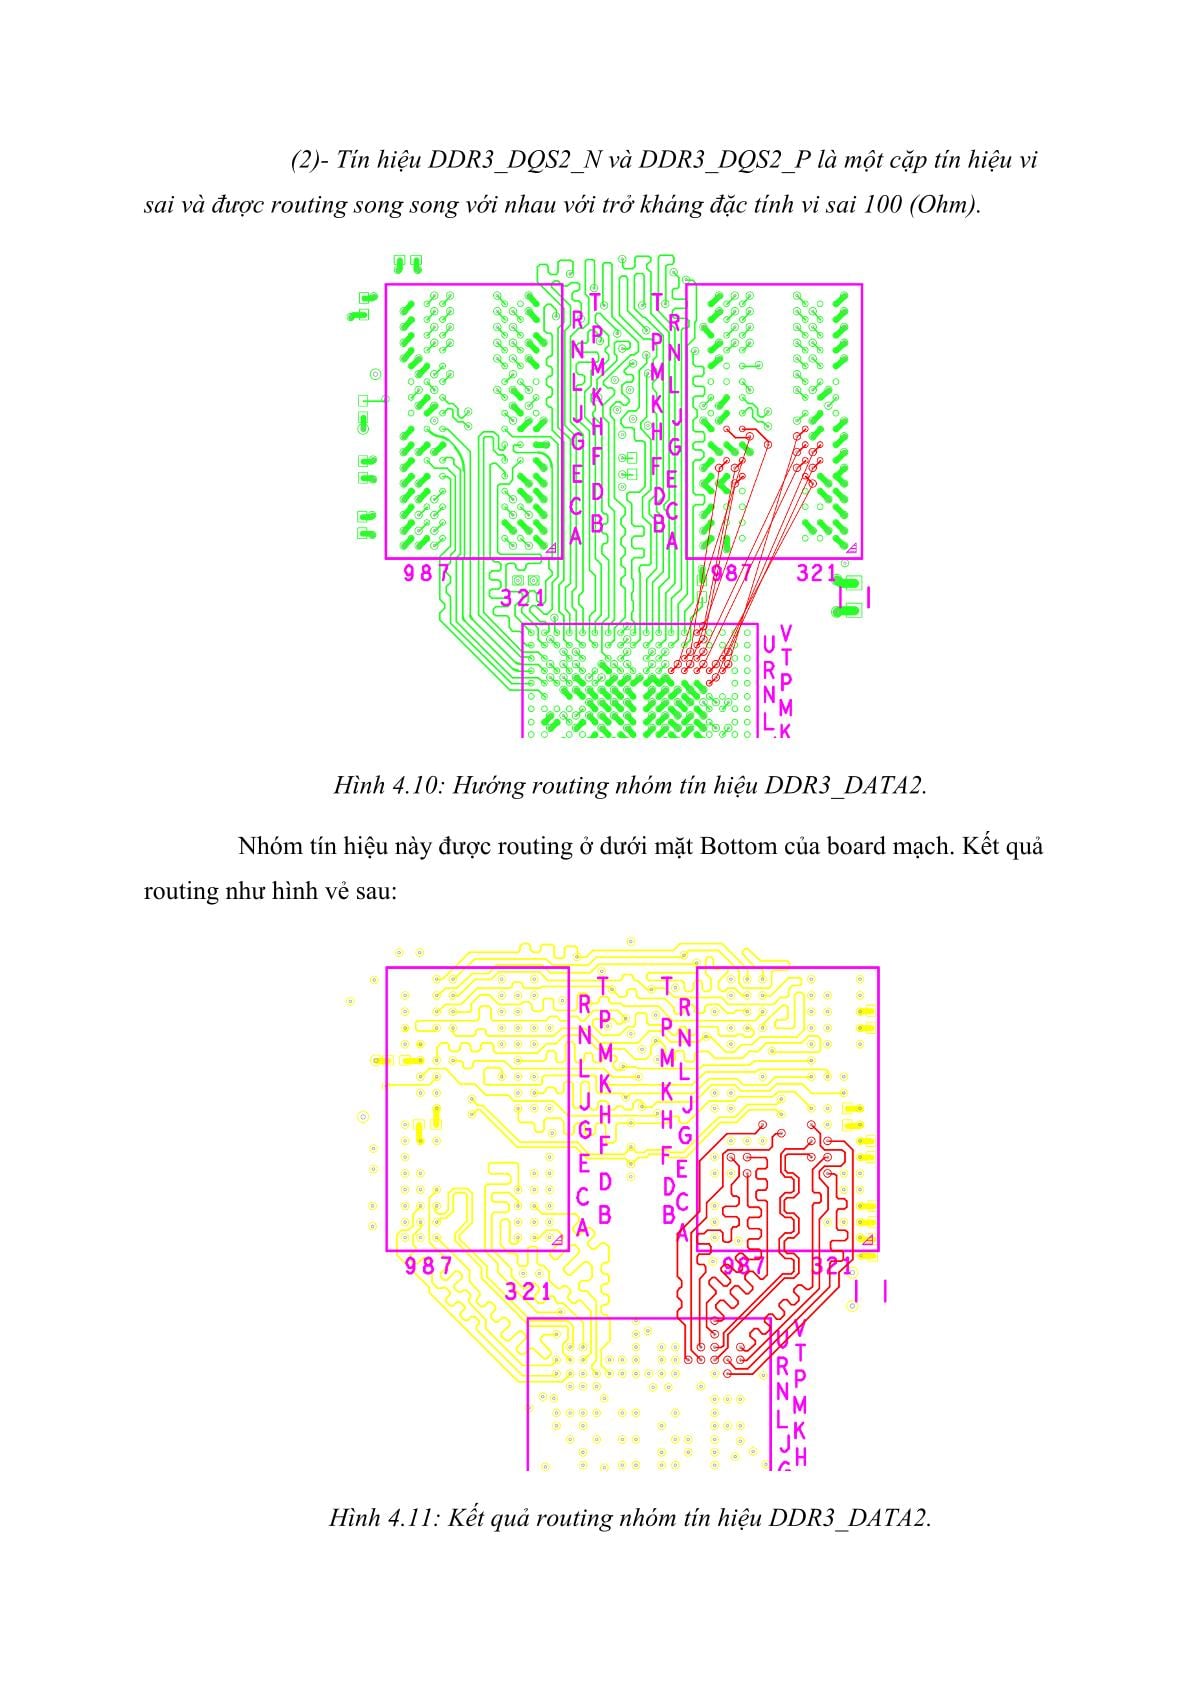 (2)- Tín hiệu DDR3_DQS2_N và DDR3_DQS2_P là một cặp tín hiệu vi
sai và được routing song song với nhau với trở kháng đặc tính vi sai 100 (Ohm).
T T
R R
P P
N N
M M
L L
K K
J J
H H
G G
F F
E E
D D
C C
B B
A A
987 987 321
321
V
U
T
R
P
N
M
L
K
Hình 4.10: Hướng routing nhóm tín hiệu DDR3_DATA2.
Nhóm tín hiệu này được routing ở dưới mặt Bottom của board mạch. Kết quả
routing như hình vẻ sau:
T T
R R
P P
N N
M M
L L
K K
J J
H H
G G
F F
E E
D D
C C
B B
A A
987 987 321
321
V
U
T
R
P
N
M
L
K
J
H
G
Hình 4.11: Kết quả routing nhóm tín hiệu DDR3_DATA2.